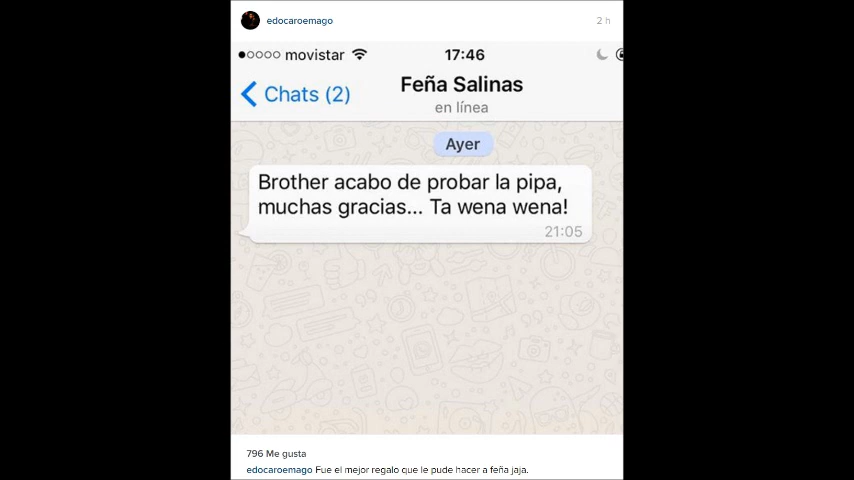 edocaroemago 2 h
movistar 17:46
Chats (2) Feña Salinas
en línea
Ayer
Brother acabo de probar la pipa,
muchas gracias... Ta wena wena!
21:05
796 Me gusta
edocaroemago Fue el mejor regalo que le pude hacer a feña jaja.